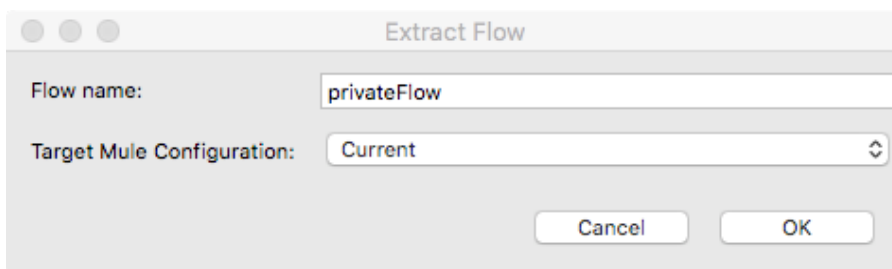 Extract Flow
Flow name: privateFlow
Target Mule Configuration: Current
Cancel OK